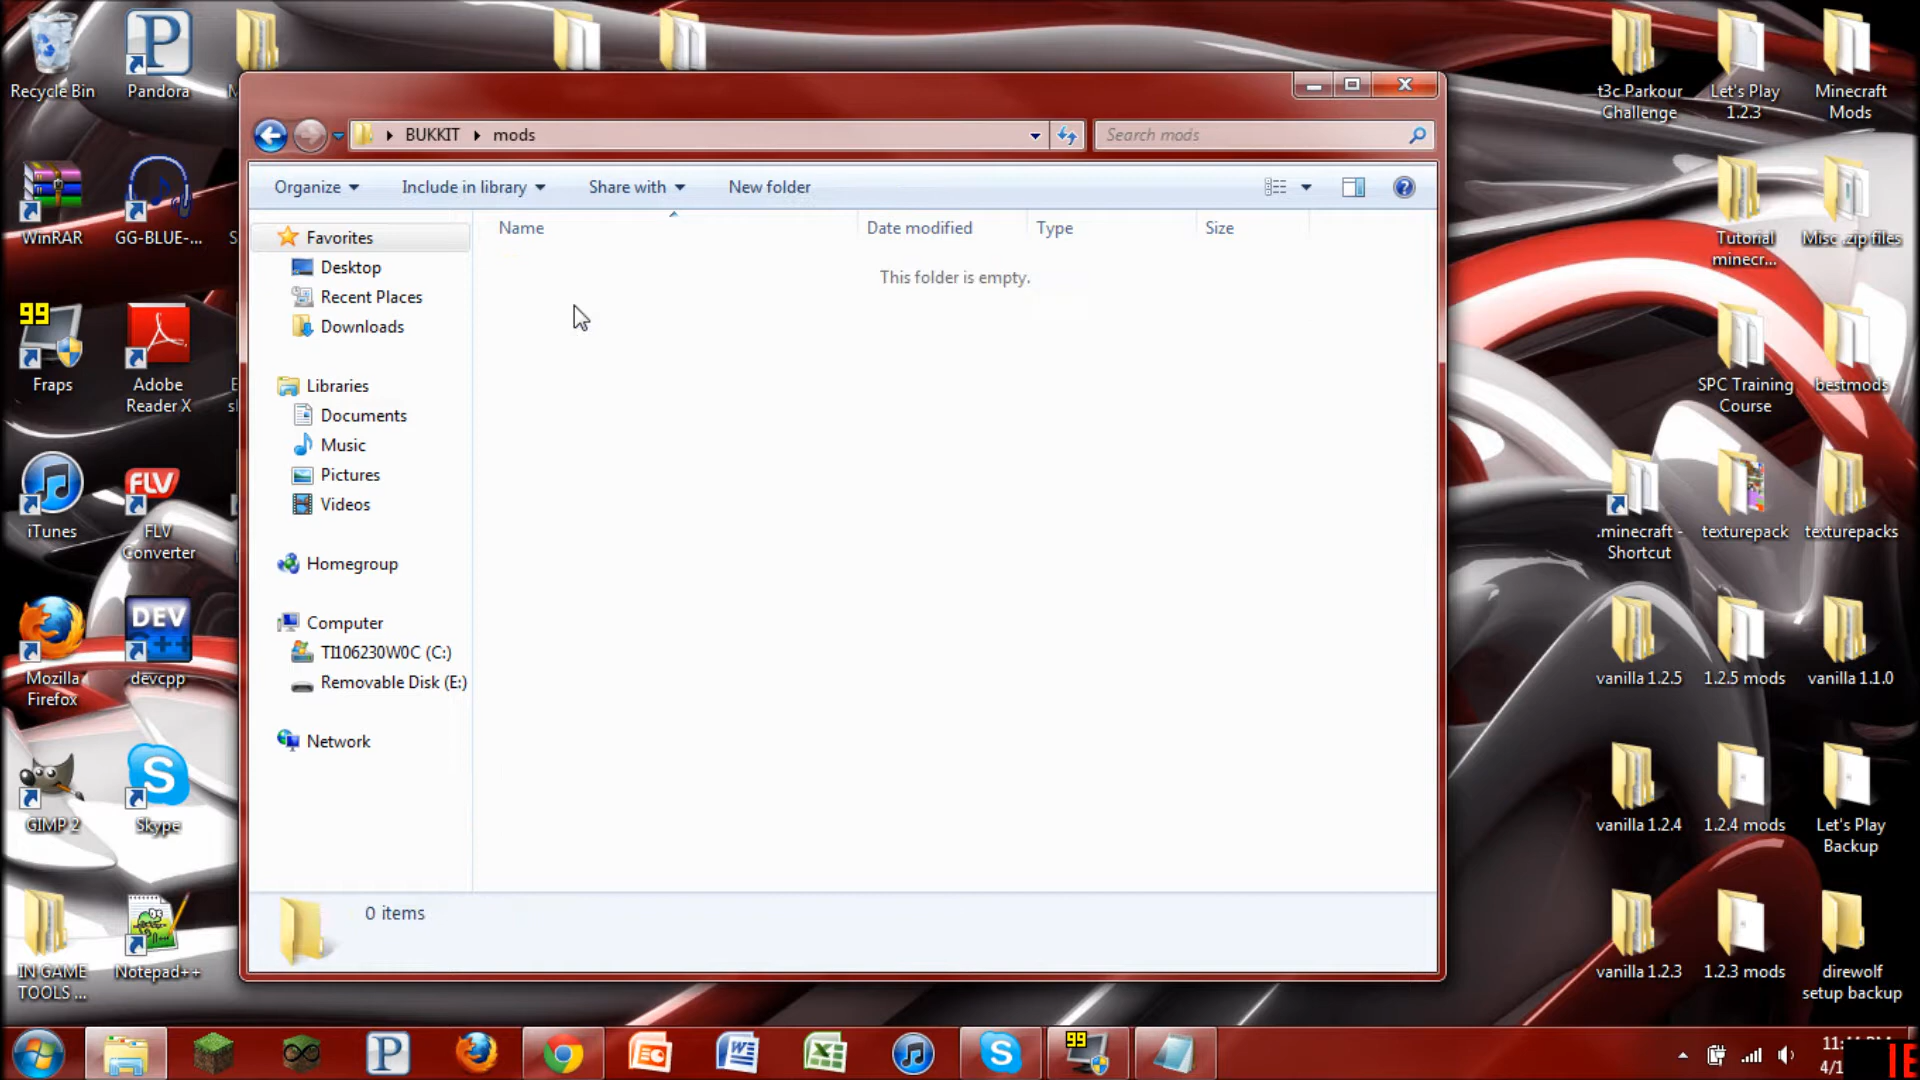 Recycle Bin
Pandora
t3c Parkour
Challenge
Let's Play
1.2.3
Minecraft
Mods
BUKKIT
mods
Search mods
Organize
Include in library
Share with
New folder
WinRAR
GG-BLUE-...
Name
Date modified
Type
Size
Tutorial
minecr...
Misc .zip files
Favorites
This folder is empty.
Desktop
Recent Places
Downloads
99
Fraps
Adobe
Reader X
Libraries
Documents
Music
Pictures
Videos
SPC Training
Course
bestmods
iTunes
FLV
FLV
Converter
.minecraft -
Shortcut
texturepack
texturepacks
Homegroup
Computer
TI106230W0C (C:)
Removable Disk (E:)
Network
Mozilla
Firefox
DEV
C++
devcpp
vanilla 1.2.5
1.2.5 mods
vanilla 1.1.0
GIMP 2
Skype
vanilla 1.2.4
1.2.4 mods
Let's Play
Backup
0 items
IN GAME
TOOLS ...
Notepad++
vanilla 1.2.3
1.2.3 mods
direwolf
setup backup
99
IE